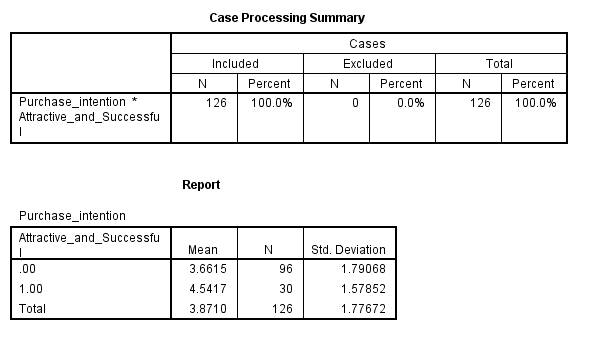 Case Processing Summary
Cases
Included Excluded Total
N Percent N Percent N Percent
Purchase_intention * 126 100.0% 0 0.0% 126 100.0%
Attractive_and_Successfu
l
Report
Purchase_intention
Attractive_and_Successfu
l Mean N Std. Deviation
.00 3.6615 96 1.79068
1.00 4.5417 30 1.57852
Total 3.8710 126 1.77672